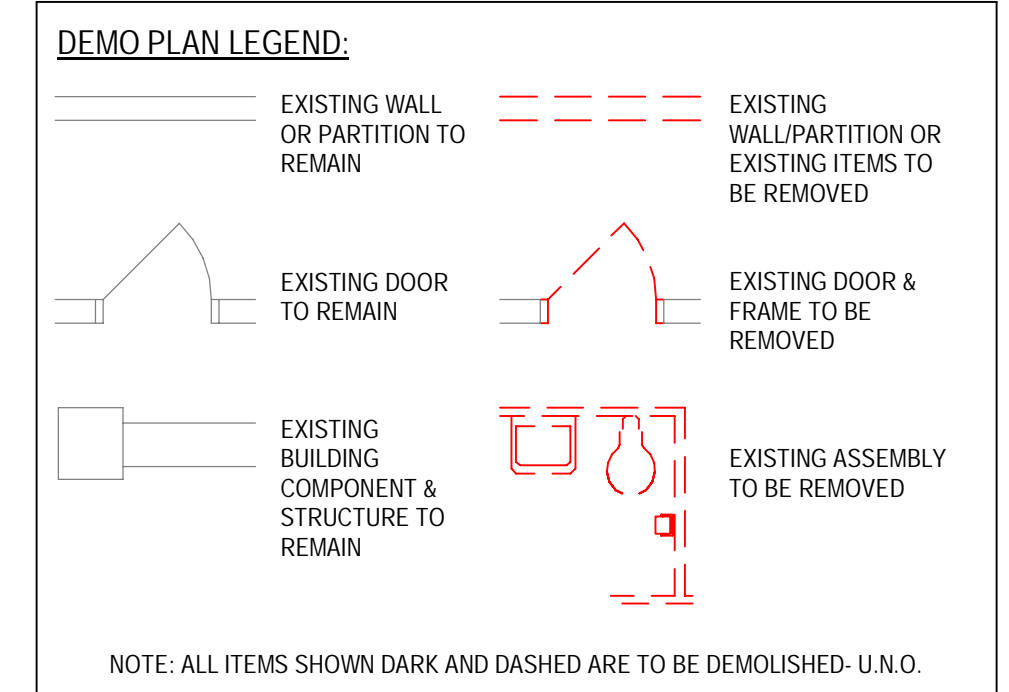 DEMO PLAN LEGEND:
EXISTING WALL
OR PARTITION TO
REMAIN
EXISTING
WALL/PARTITION OR
EXISTING ITEMS TO
BE REMOVED
EXISTING DOOR
TO REMAIN
EXISTING DOOR &
FRAME TO BE
REMOVED
EXISTING
BUILDING
COMPONENT &
STRUCTURE TO
REMAIN
EXISTING ASSEMBLY
TO BE REMOVED
NOTE: ALL ITEMS SHOWN DARK AND DASHED ARE TO BE DEMOLISHED- U.N.O.